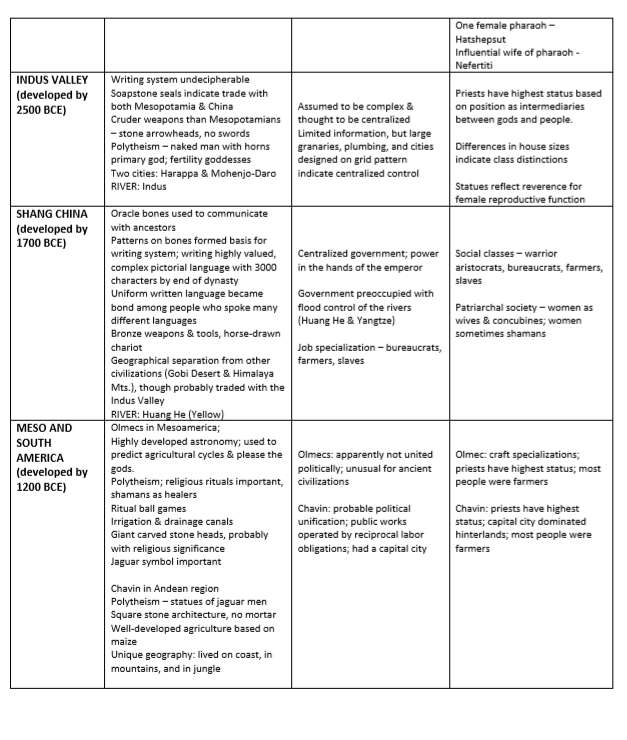 One female pharaoh –
Hatshepsut
Influential wife of pharaoh -
Nefertiti
INDUS VALLEY
(developed by
2500 BCE)
Writing system undecipherable
Soapstone seals indicate trade with
both Mesopotamia & China
Cruder weapons than Mesopotamians
– stone arrowheads, no swords
Polytheism – naked man with horns
primary god; fertility goddesses
Two cities: Harappa & Mohenjo-Daro
RIVER: Indus
Assumed to be complex &
thought to be centralized
Limited information, but large
granaries, plumbing, and cities
designed on grid pattern
indicate centralized control
Priests have highest status based
on position as intermediaries
between gods and people.
Differences in house sizes
indicate class distinctions
Statues reflect reverence for
female reproductive function
SHANG CHINA
(developed by
1700 BCE)
Oracle bones used to communicate
with ancestors
Patterns on bones formed basis for
writing system; writing highly valued,
complex pictorial language with 3000
characters by end of dynasty
Uniform written language became
bond among people who spoke many
different languages
Bronze weapons & tools, horse-drawn
chariot
Geographical separation from other
civilizations (Gobi Desert & Himalaya
Mts.), though probably traded with the
Indus Valley
RIVER: Huang He (Yellow)
Centralized government; power
in the hands of the emperor
Government preoccupied with
flood control of the rivers
(Huang He & Yangtze)
Job specialization – bureaucrats,
farmers, slaves
Social classes – warrior
aristocrats, bureaucrats, farmers,
slaves
Patriarchal society – women as
wives & concubines; women
sometimes shamans
MESO AND
SOUTH
AMERICA
(developed by
1200 BCE)
Olmecs in Mesoamerica;
Highly developed astronomy; used to
predict agricultural cycles & please the
gods.
Polytheism; religious rituals important,
shamans as healers
Ritual ball games
Irrigation & drainage canals
Giant carved stone heads, probably
with religious significance
Jaguar symbol important
Chavin in Andean region
Polytheism – statues of jaguar men
Square stone architecture, no mortar
Well-developed agriculture based on
maize
Unique geography: lived on coast, in
mountains, and in jungle
Olmecs: apparently not united
politically; unusual for ancient
civilizations
Chavin: probable political
unification; public works
operated by reciprocal labor
obligations; had a capital city
Olmec: craft specializations;
priests have highest status; most
people were farmers
Chavin: priests have highest
status; capital city dominated
hinterlands; most people were
farmers